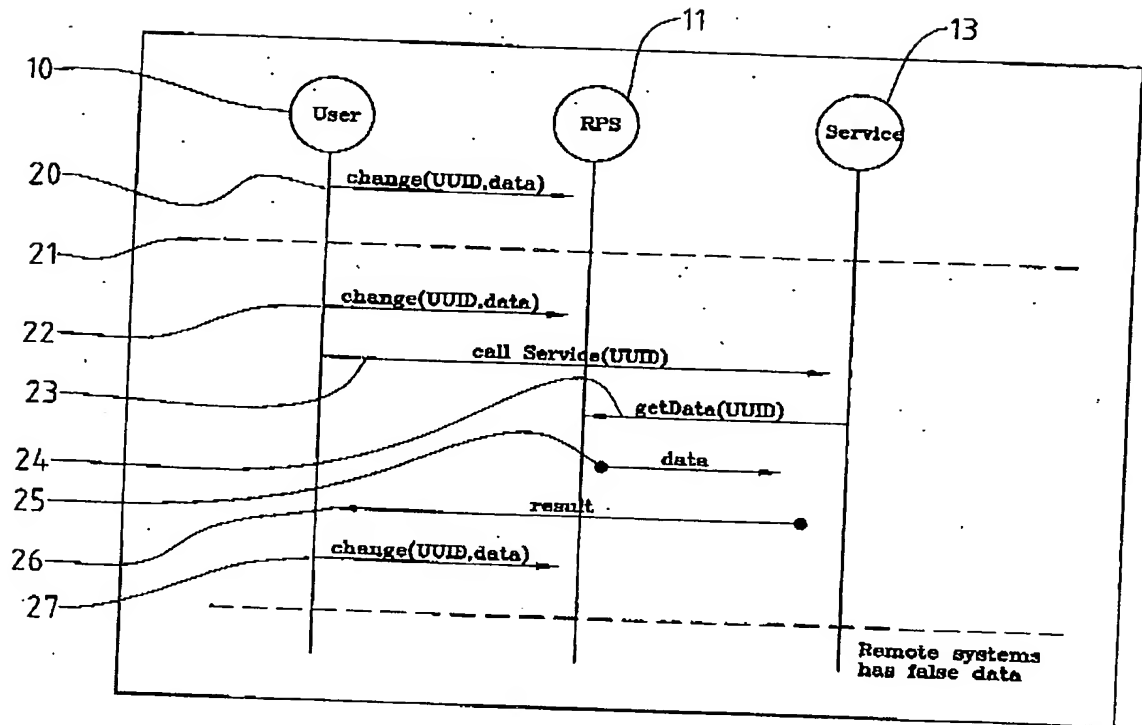 11
13
10
User
RPS
Service
20
change(UUID,data)
21
22
change(UUID,data)
call Service(UUID)
23
getData(UUID)
24
data
25
result
26
change(UUID,data)
27
Remote systems
has false data